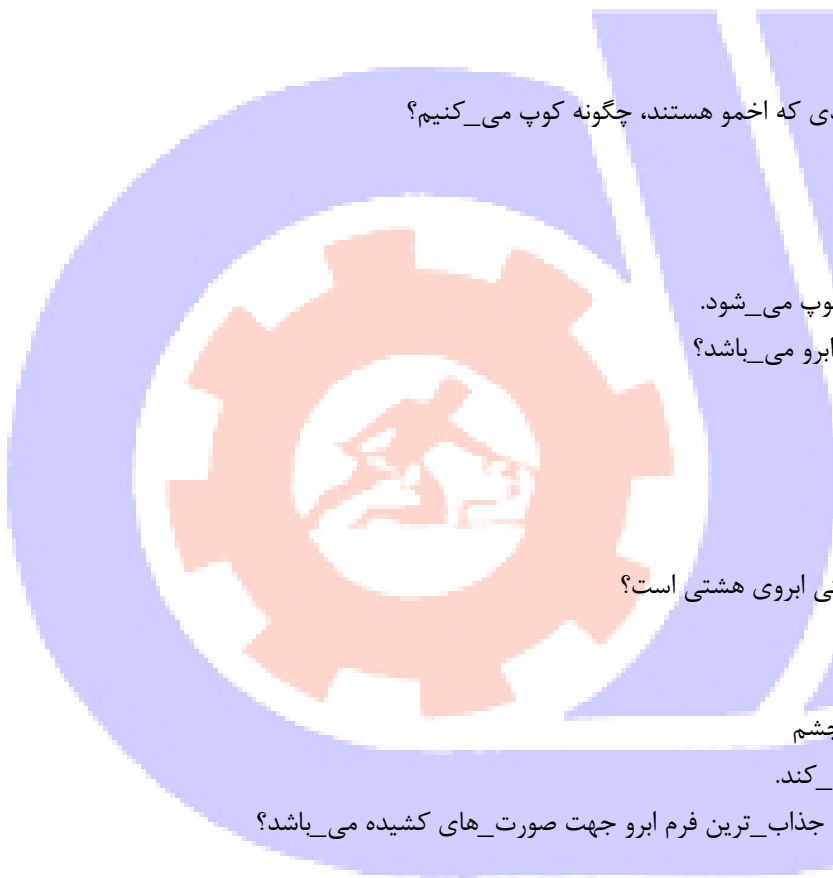 که اخمو هستند، چگونه کوپ می_کنیم؟
می_شود.
ابرو می_باشد؟
ابروی هشتی است؟
چشم
_کند.
جذاب_ترین فرم ابرو جهت صورت_های کشیده می_باشد؟